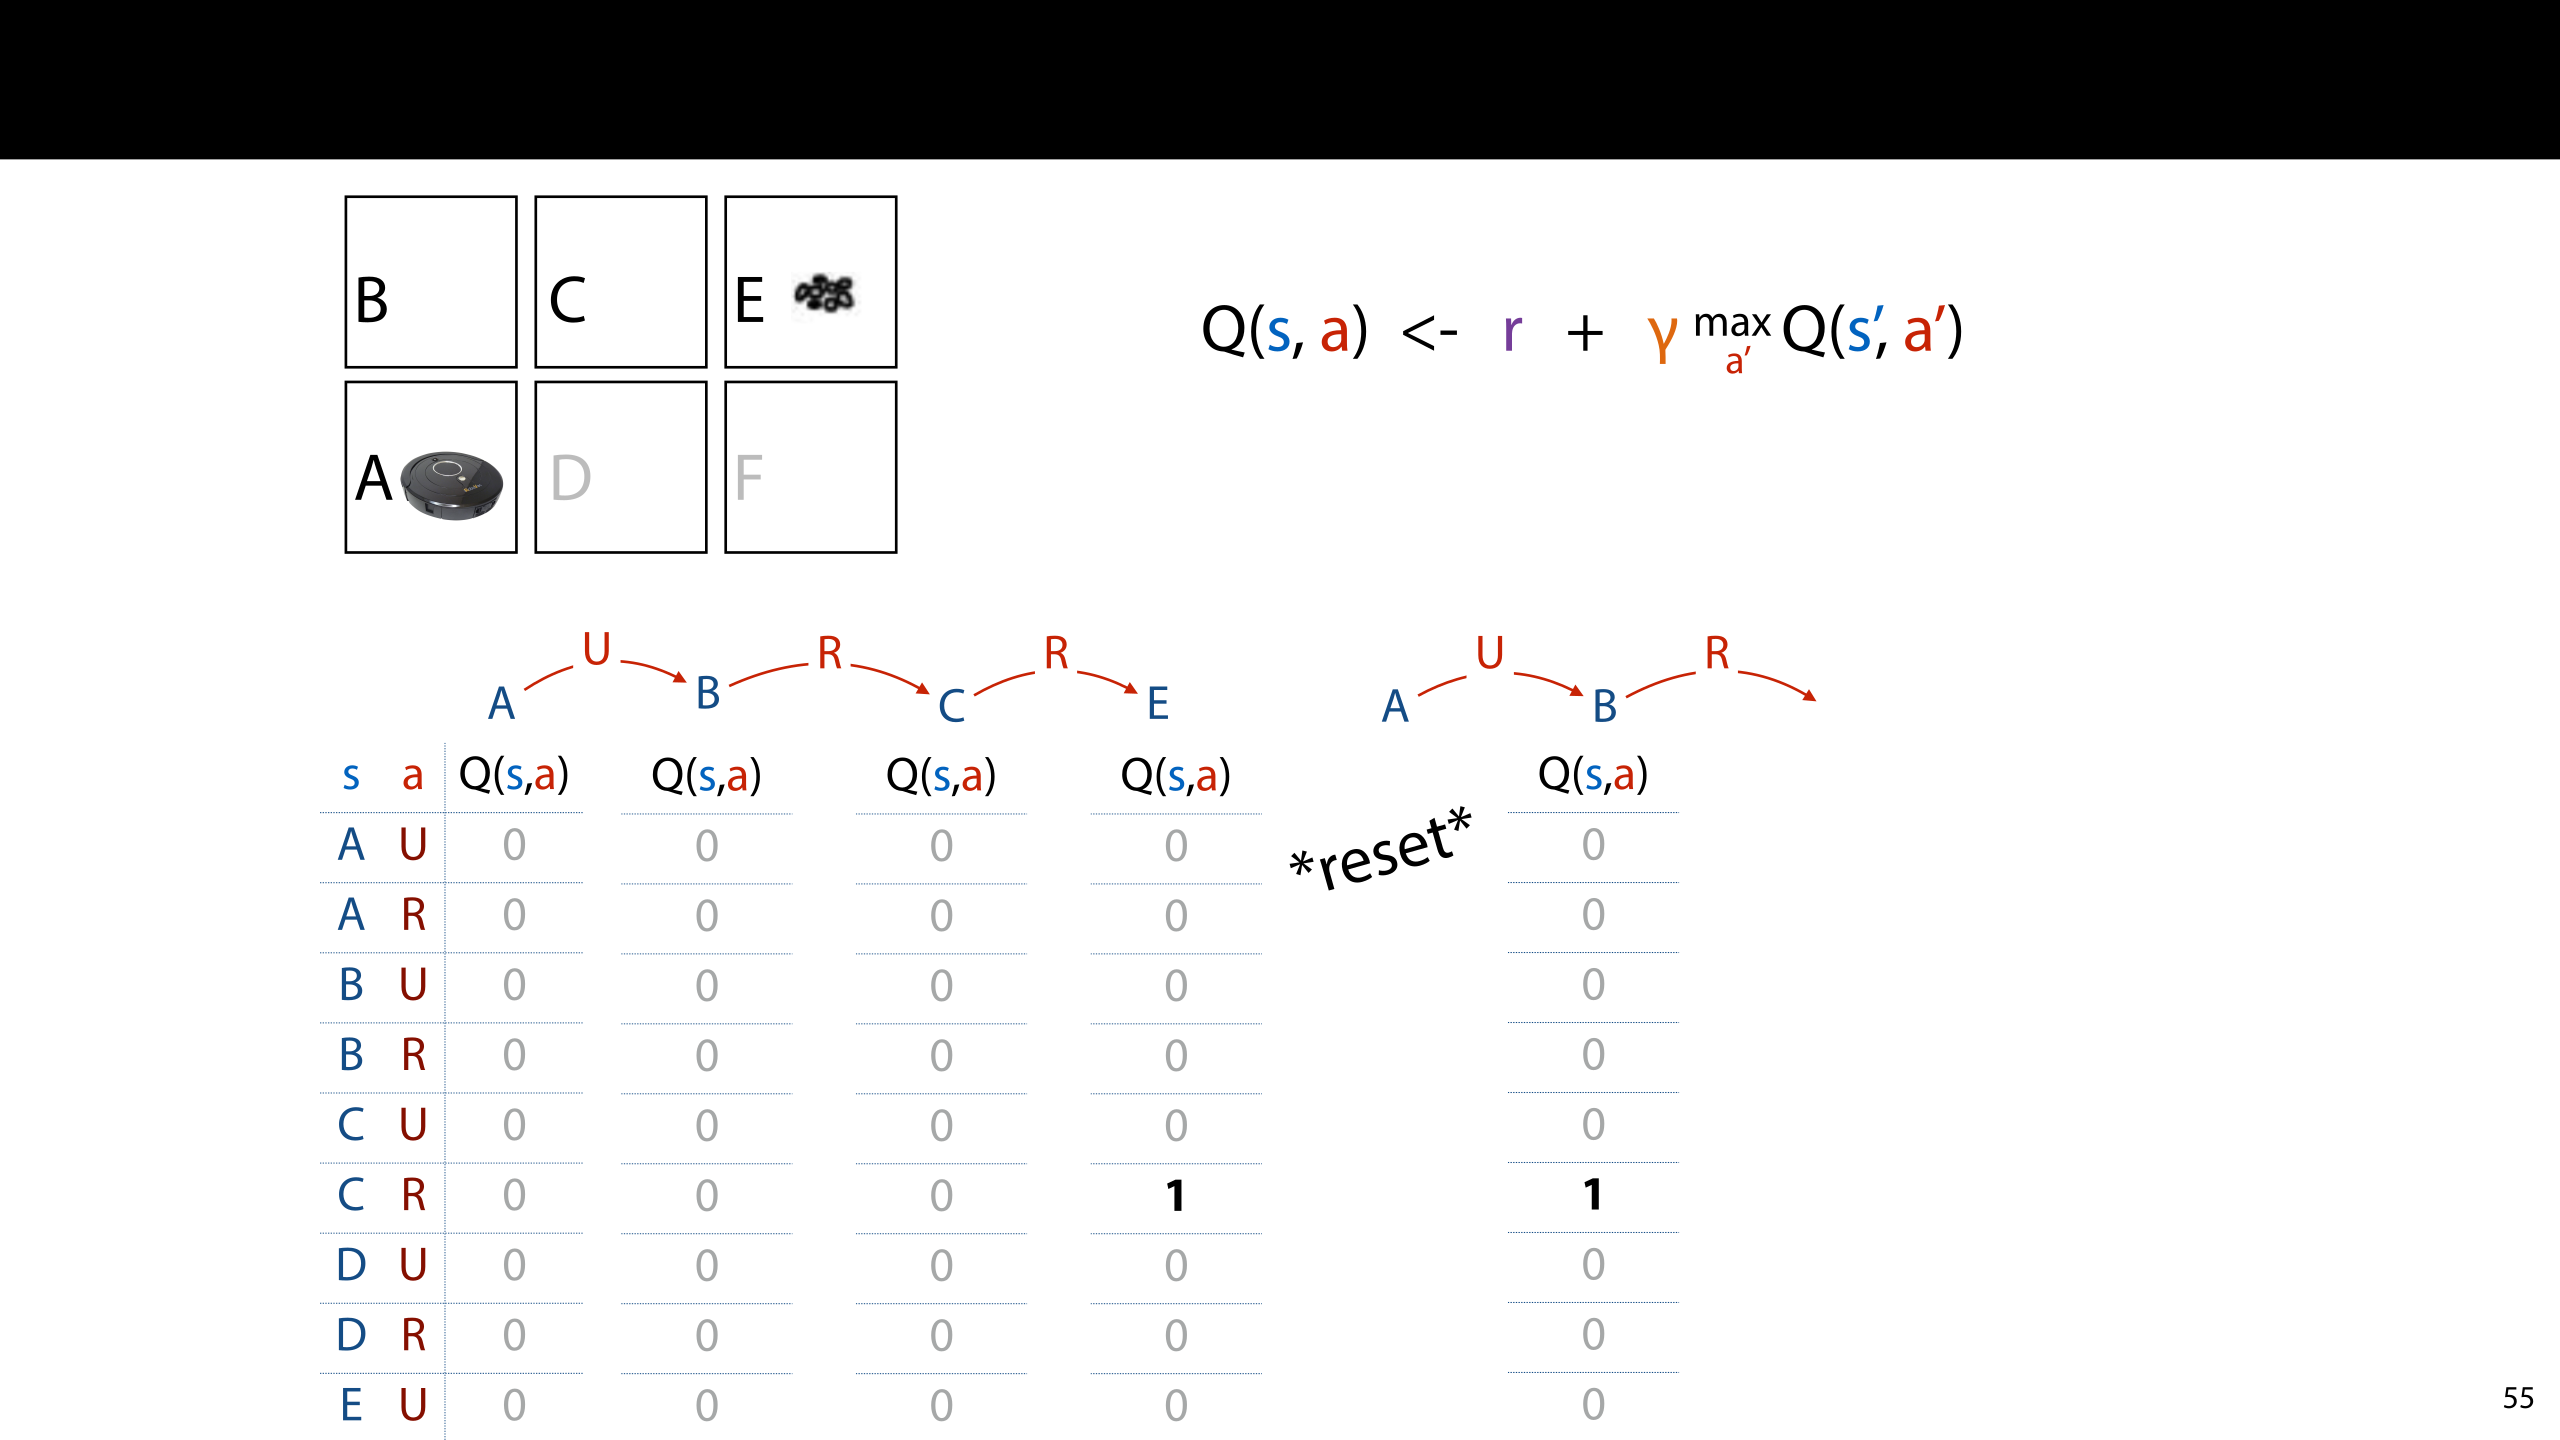 B C E
A D F
Q(s, a) <- r + γ max Q(s′, a′)
a′
U R R U R
A B C E A B
s a Q(s,a) Q(s,a) Q(s,a) Q(s,a) Q(s,a)
*reset*
A U 0 0 0 0 0
A R 0 0 0 0 0
B U 0 0 0 0 0
B R 0 0 0 0 0
C U 0 0 0 0 0
C R 0 0 0 1 1
D U 0 0 0 0 0
D R 0 0 0 0 0
E U 0 0 0 0 0
55